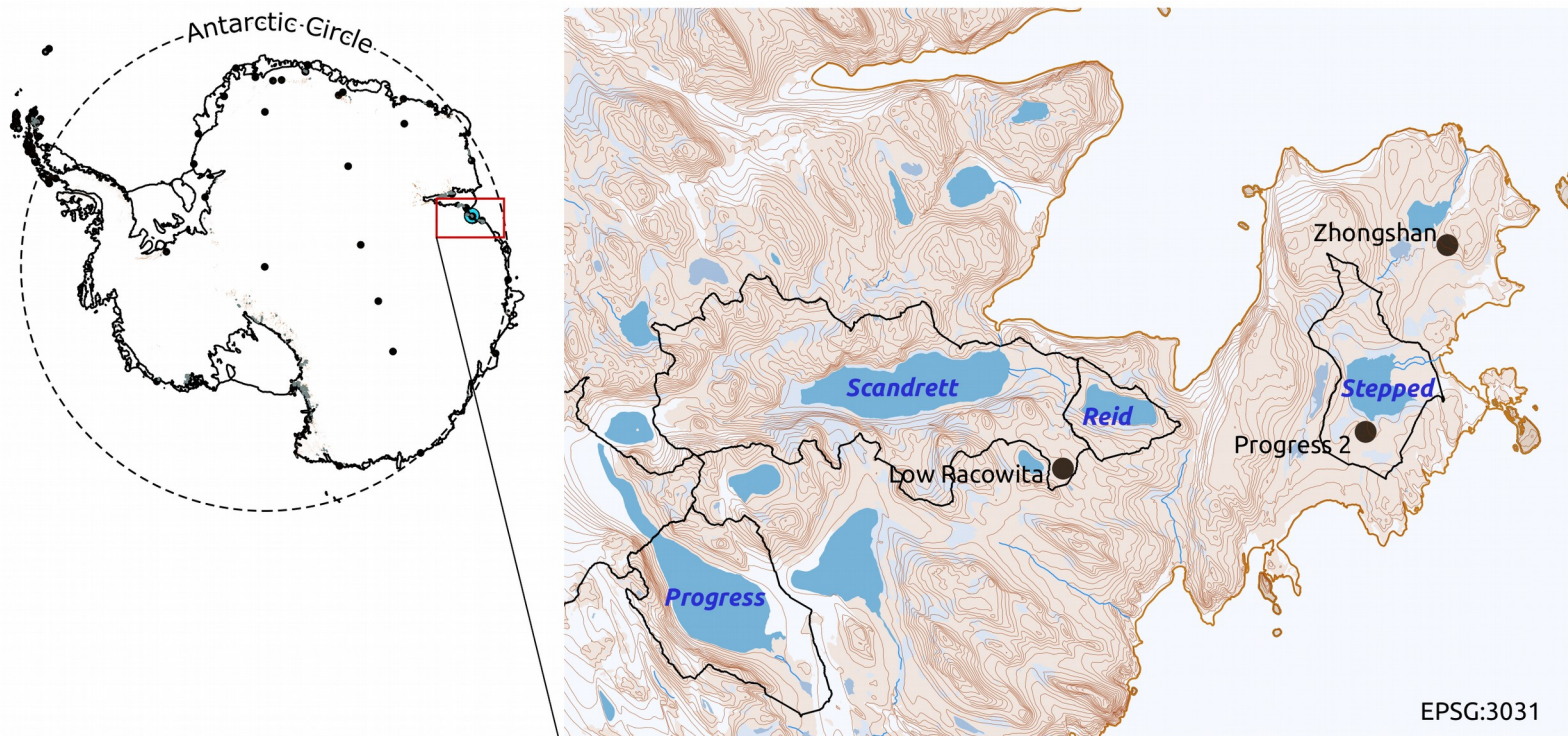 Antarctic Circle
Zhongshan
Scandrett
Stepped
Reid
Progress 2
Low Racowita
Progress
EPSG:3031